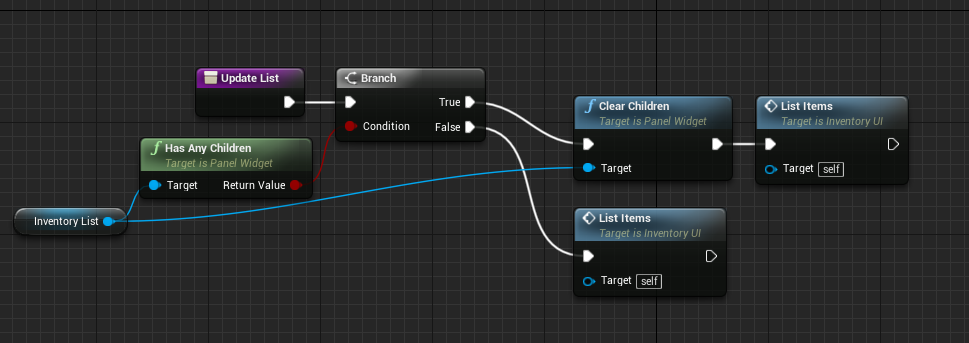 Update List
Branch
True
Condition
False
Has Any Children
Target is Panel Widget
Target
Return Value
Inventory List
Clear Children
Target is Panel Widget
Target
List Items
Target is Inventory UI
Target self
List Items
Target is Inventory UI
Target self